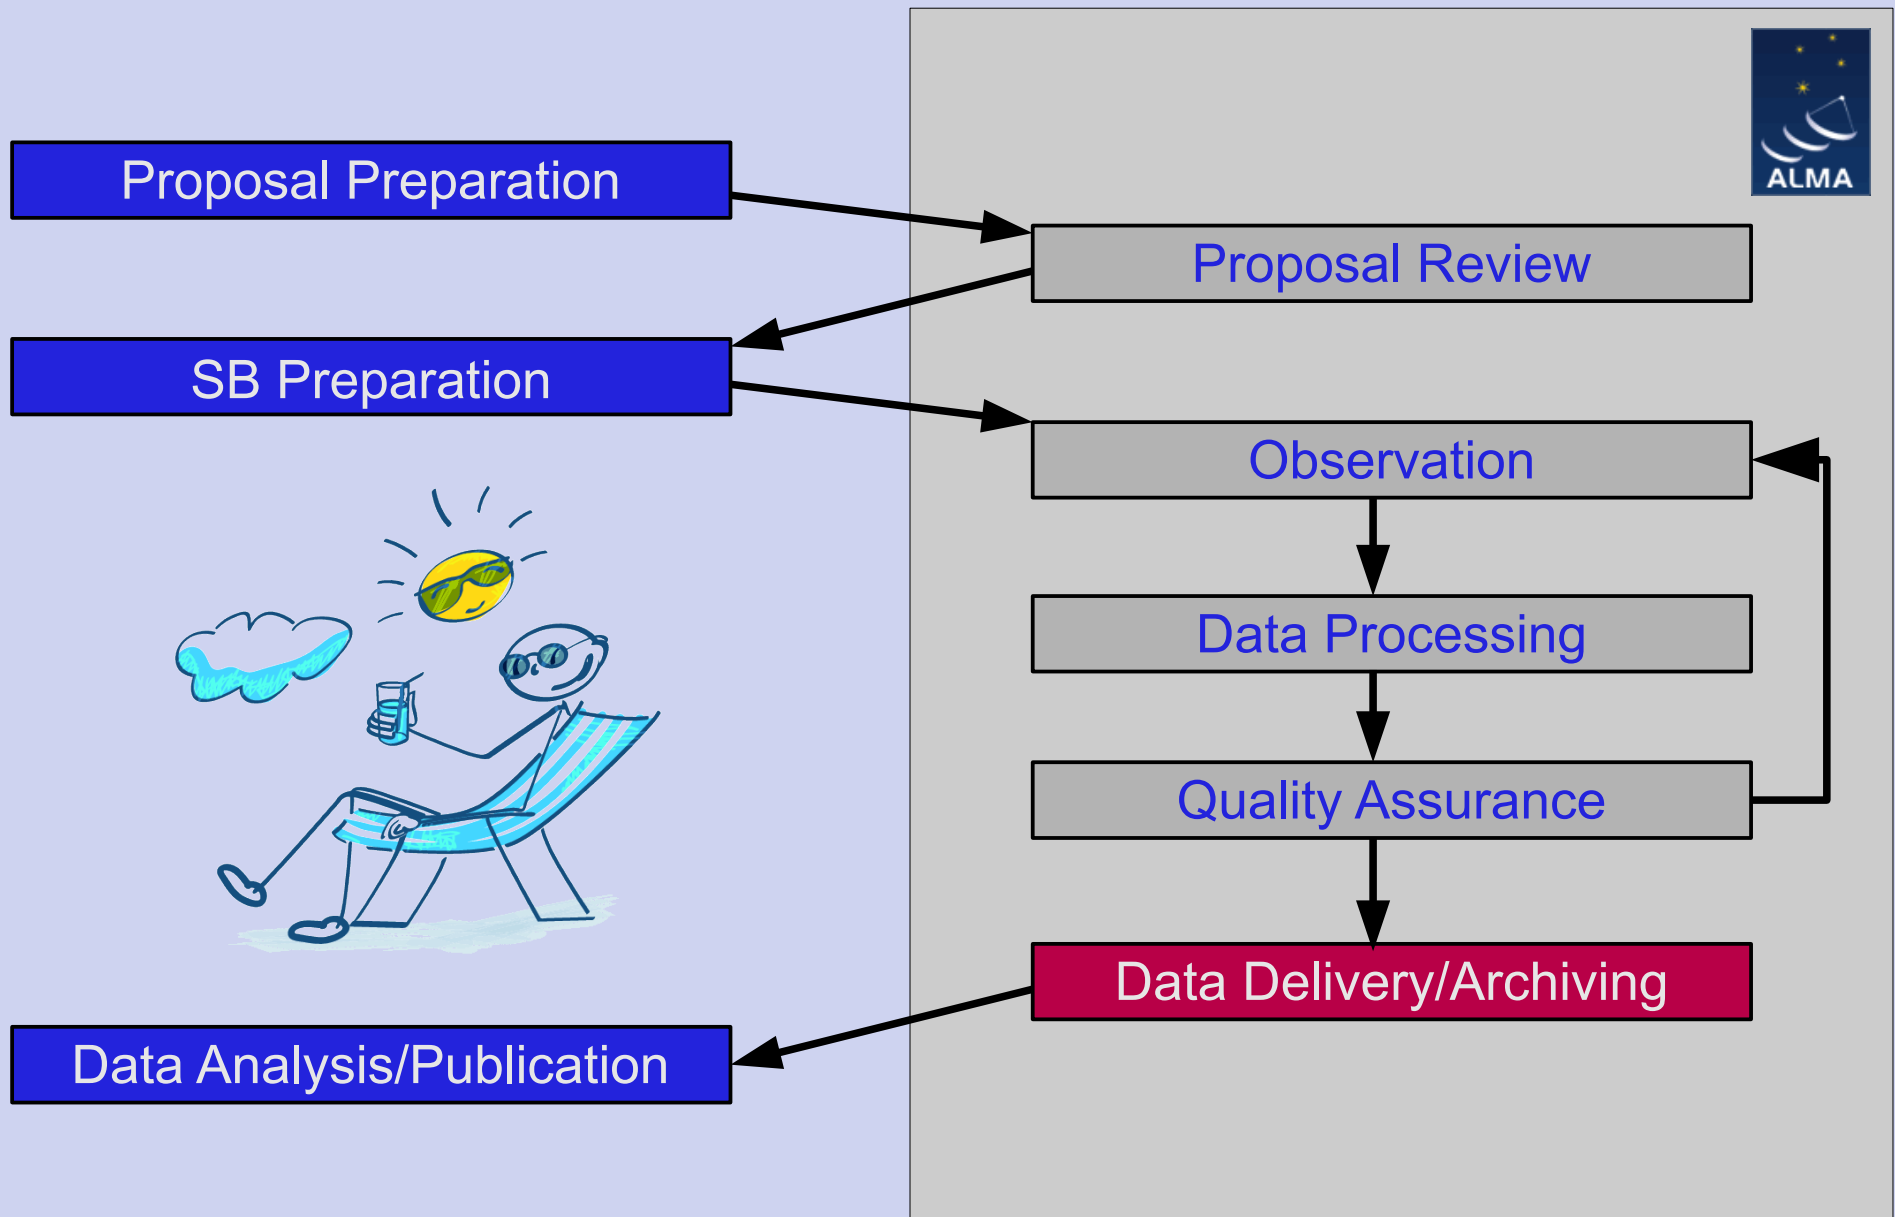 ALMA
Proposal Preparation
Proposal Review
SB Preparation
Observation
Data Processing
Quality Assurance
Data Delivery/Archiving
Data Analysis/Publication